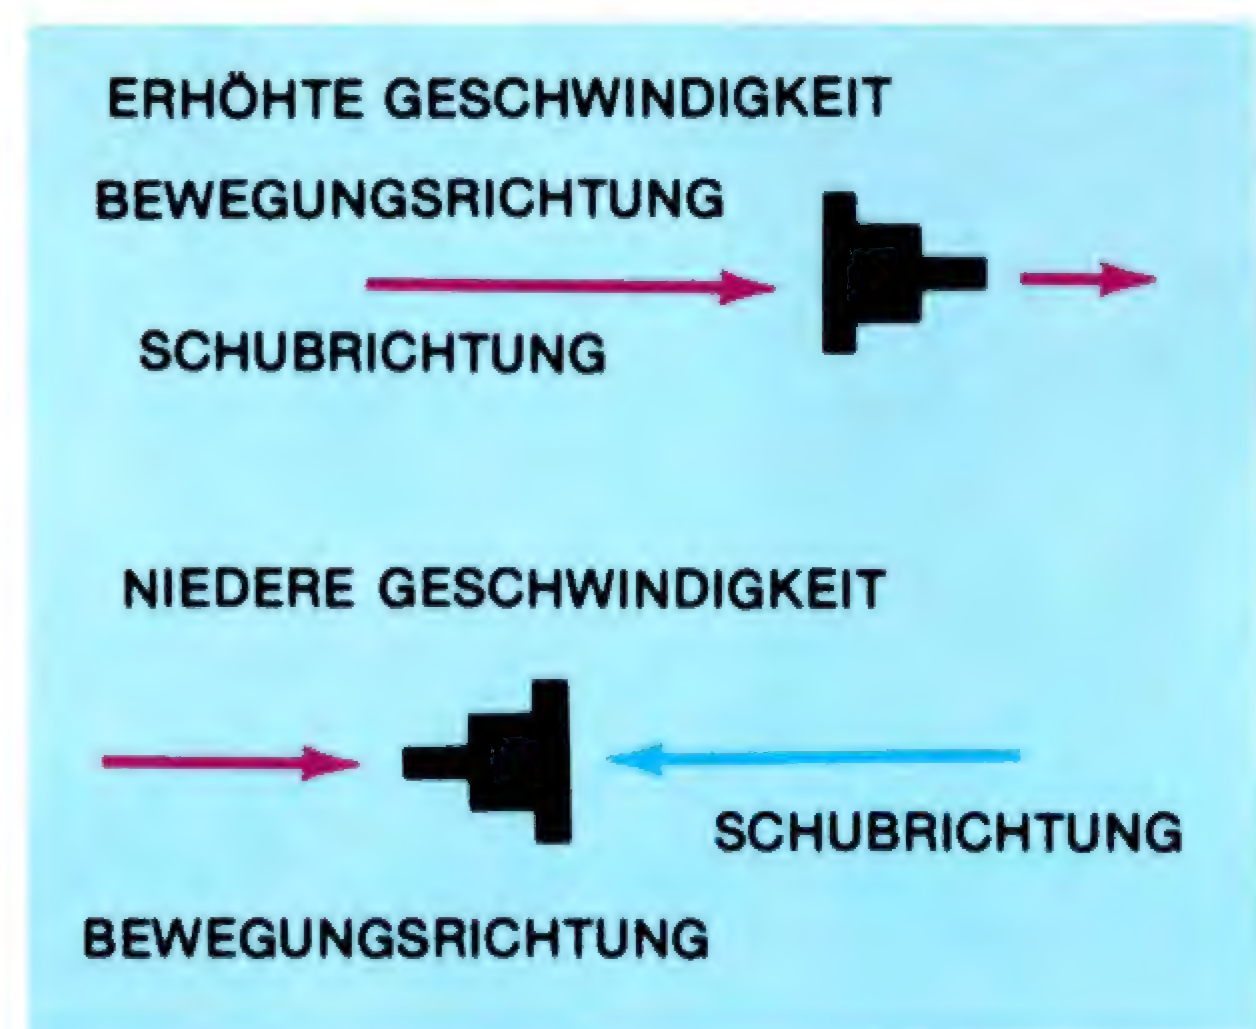 ERHÖHTE GESCHWINDIGKEIT
BEWEGUNGSRICHTUNG
SCHUBRICHTUNG
NIEDERE GESCHWINDIGKEIT
SCHUBRICHTUNG
BEWEGUNGSRICHTUNG